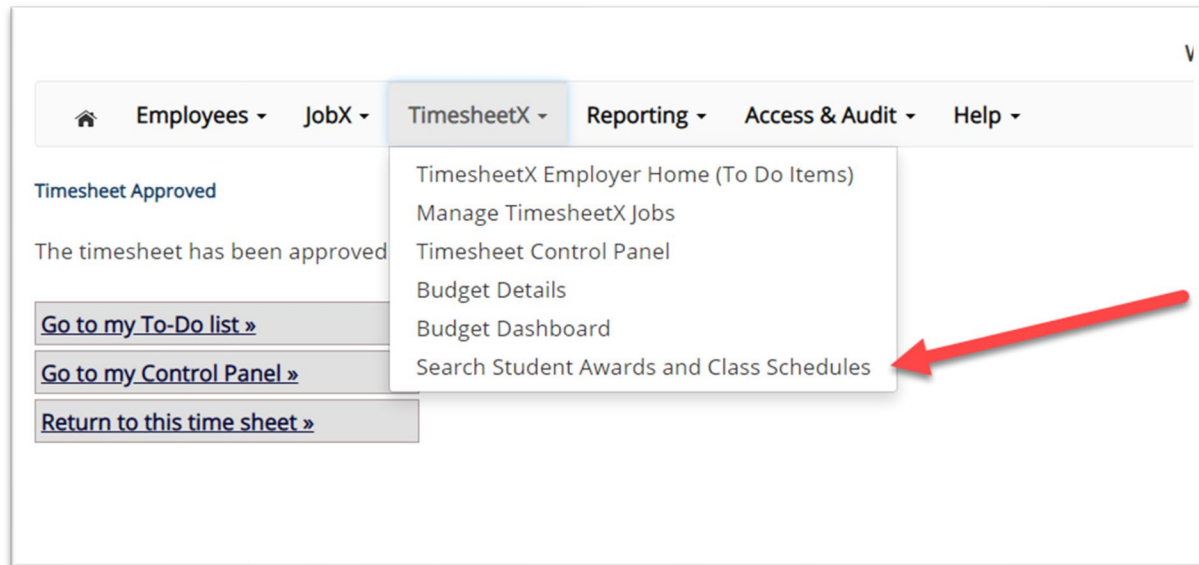 Employees JobX TimesheetX Reporting Access & Audit Help
TimesheetX Employer Home (To Do Items)
Manage TimesheetX Jobs
Timesheet Control Panel
Budget Details
Budget Dashboard
Search Student Awards and Class Schedules
Timesheet Approved
The timesheet has been approved
Go to my To-Do list »
Go to my Control Panel »
Return to this time sheet »